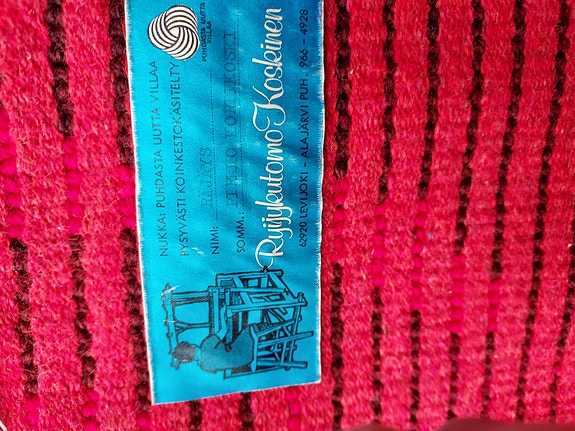 PUHDASTA UUTTA
VILLAA
NUKKA: PUHDASTA UUTTA VILLAA
PYSYVÄSTI KOINKESTOKÄSITELTY
NIMI:
SOMM.
Ryijykutomo Koskinen
62920 LEVIJOKI - ALAJÄRVI PUH. 966 - 4928